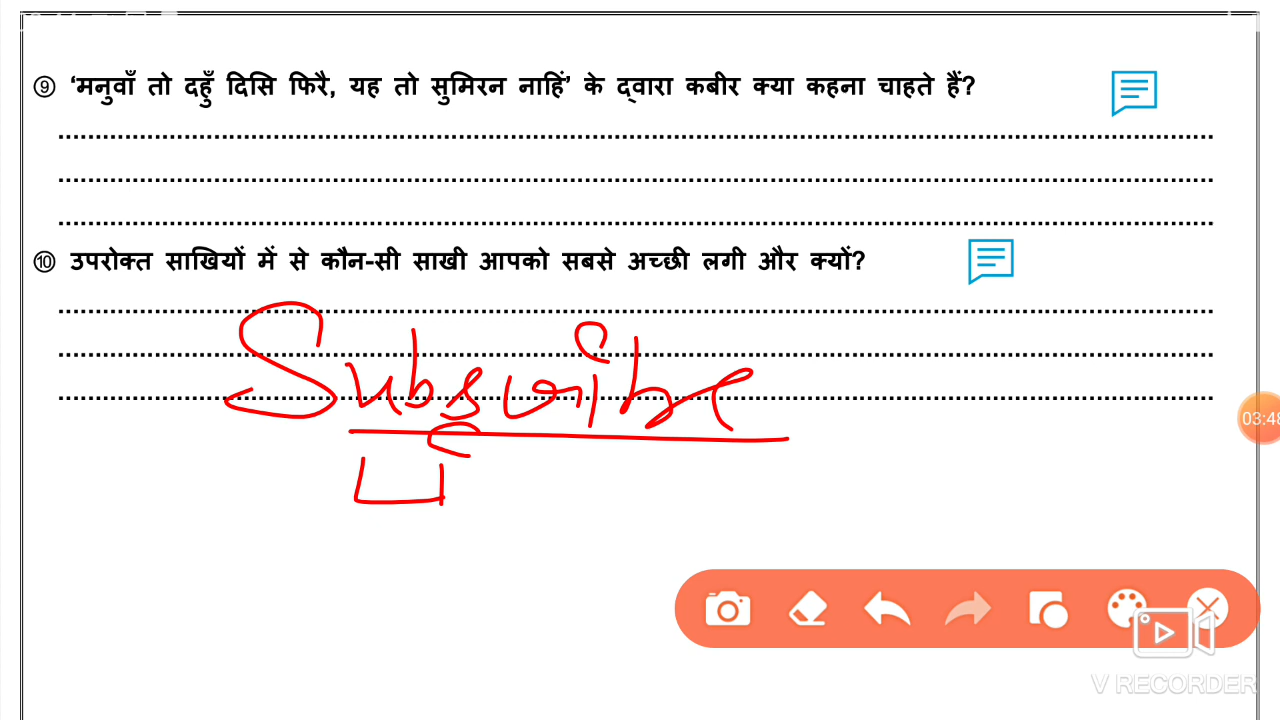 ⑨ ‘मनुवाँ तो दहुँ दिसि फिरै, यह तो सुमिरन नाहिं’ के द्वारा कबीर क्या कहना चाहते हैं?
⑩ उपरोक्त साखियों में से कौन-सी साखी आपको सबसे अच्छी लगी और क्यों?
Subscribe
03:48
V RECORDER